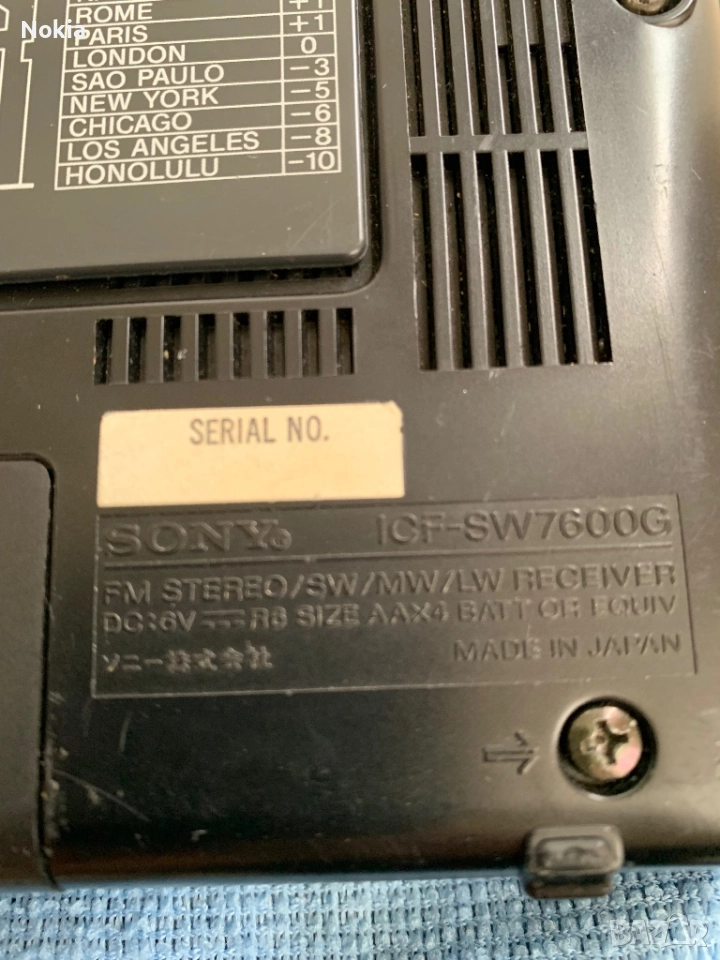 Nokia
ROME +1
PARIS +1
LONDON 0
SAO PAULO −3
NEW YORK −5
CHICAGO −6
LOS ANGELES −8
HONOLULU −10
SERIAL NO.
SONY® ICF-SW7600G
FM STEREO/SW/MW/LW RECEIVER
DC:6V⎓R6 SIZE AAX4 BATT OR EQUIV
ソニー株式会社 MADE IN JAPAN
BAZAR